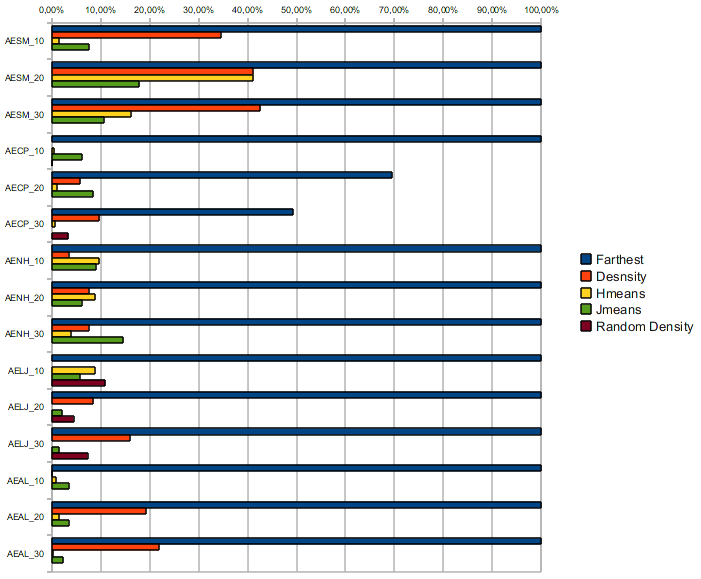 0,00% 10,00% 20,00% 30,00% 40,00% 50,00% 60,00% 70,00% 80,00% 90,00% 100,00%
AESM_10
AESM_20
AESM_30
AECP_10
AECP_20
AECP_30
AENH_10
AENH_20
AENH_30
AELJ_10
AELJ_20
AELJ_30
AEAL_10
AEAL_20
AEAL_30
Farthest
Desnsity
Hmeans
Jmeans
Random Density